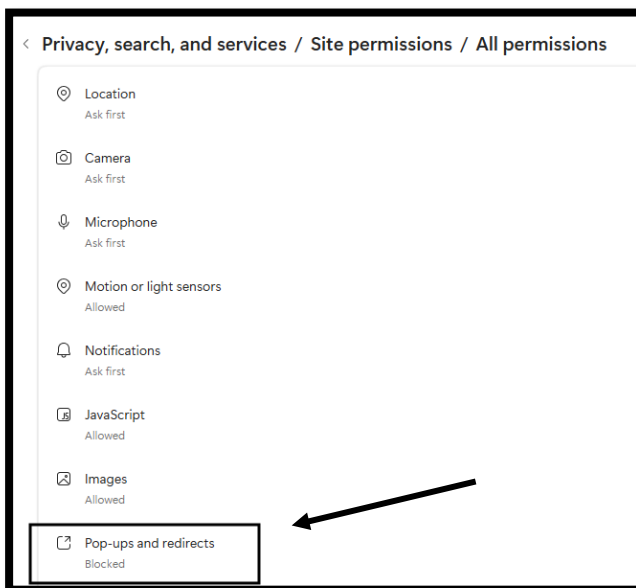 Privacy, search, and services / Site permissions / All permissions
Location
Ask first
Camera
Ask first
Microphone
Ask first
Motion or light sensors
Allowed
Notifications
Ask first
JavaScript
Allowed
Images
Allowed
Pop-ups and redirects
Blocked